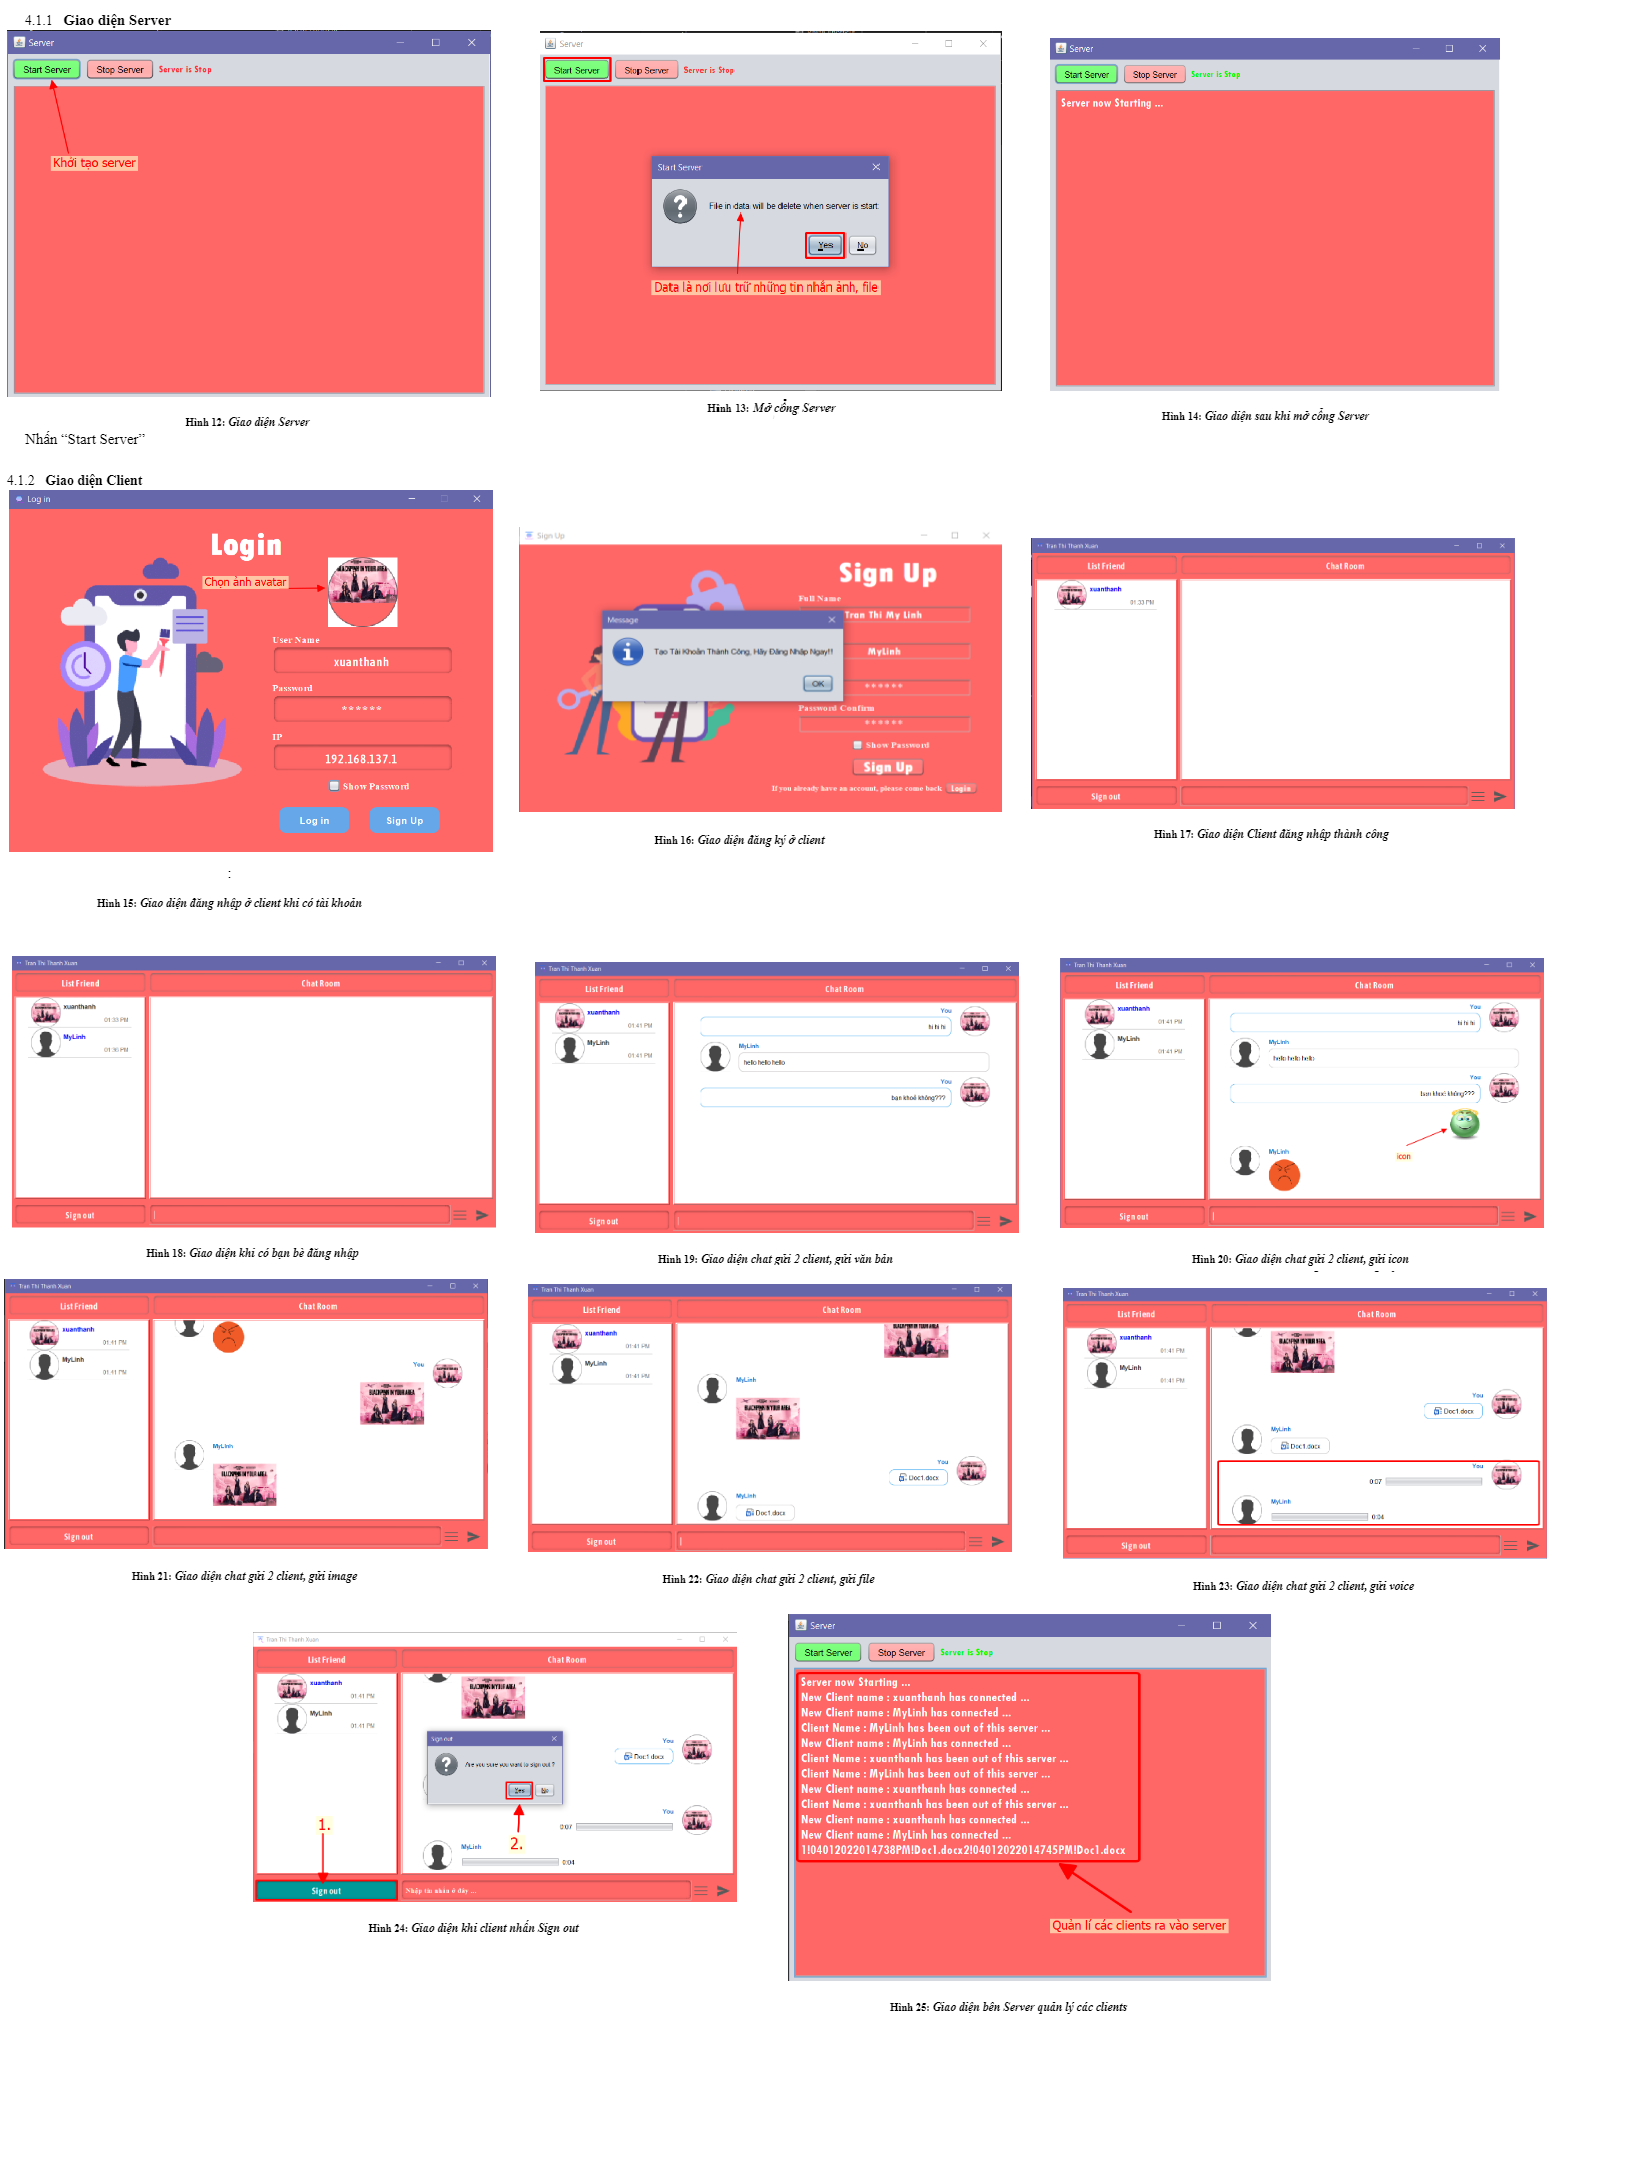 4.1.1 Giao diện Server
Server
Start Server Stop Server Server is Stop
Khởi tạo server
Hình 12: Giao diện Server
Nhấn “Start Server”
Server
Start Server Stop Server Server is Stop
Start Server
File in data will be delete when server is start
Yes No
Data là nơi lưu trữ những tin nhắn ảnh, file
Hình 13: Mở cổng Server
Server
Start Server Stop Server Server is Stop
Server now Starting ...
Hình 14: Giao diện sau khi mở cổng Server
4.1.2 Giao diện Client
Log in
Login
Chọn ảnh avatar
User Name
xuanthanh
Password
******
IP
192.168.137.1
Show Password
Log in Sign Up
:
Hình 15: Giao diện đăng nhập ở client khi có tài khoản
Sign Up
Sign Up
Full Name
Tran Thi My Linh
MyLinh
******
Password Confirm
******
Show Password
Sign Up
If you already have an account, please come back Login
Message
Tạo Tài Khoản Thành Công, Hãy Đăng Nhập Ngay!!
OK
Hình 16: Giao diện đăng ký ở client
Tran Thi Thanh Xuan
List Friend Chat Room
xuanthanh
01:33 PM
Sign out
Hình 17: Giao diện Client đăng nhập thành công
Tran Thi Thanh Xuan
List Friend Chat Room
xuanthanh
01:33 PM
MyLinh
01:36 PM
Sign out
Hình 18: Giao diện khi có bạn bè đăng nhập
Tran Thi Thanh Xuan
List Friend Chat Room
xuanthanh
01:41 PM
MyLinh
01:41 PM
You
hi hi hi
MyLinh
hello hello hello
You
bạn khoẻ không???
Sign out
Hình 19: Giao diện chat gửi 2 client, gửi văn bản
Tran Thi Thanh Xuan
List Friend Chat Room
xuanthanh
01:41 PM
MyLinh
01:41 PM
You
hi hi hi
MyLinh
hello hello hello
You
bạn khoẻ không???
icon
MyLinh
Sign out
Hình 20: Giao diện chat gửi 2 client, gửi icon
Tran Thi Thanh Xuan
List Friend Chat Room
xuanthanh
01:41 PM
MyLinh
01:41 PM
You
BLACKPINK IN YOUR AREA
MyLinh
BLACKPINK IN YOUR AREA
Sign out
Hình 21: Giao diện chat gửi 2 client, gửi image
Tran Thi Thanh Xuan
List Friend Chat Room
xuanthanh
01:41 PM
MyLinh
01:41 PM
MyLinh
BLACKPINK IN YOUR AREA
You
Doc1.docx
MyLinh
Doc1.docx
Sign out
Hình 22: Giao diện chat gửi 2 client, gửi file
Tran Thi Thanh Xuan
List Friend Chat Room
xuanthanh
01:41 PM
MyLinh
01:41 PM
You
Doc1.docx
MyLinh
Doc1.docx
You
0:07
MyLinh
0:04
Sign out
Hình 23: Giao diện chat gửi 2 client, gửi voice
Tran Thi Thanh Xuan
List Friend Chat Room
xuanthanh
01:41 PM
MyLinh
01:41 PM
You
Doc1.docx
Sign out
Are you sure you want to sign out ?
Yes No
1.
2.
You
0:07
MyLinh
0:04
Sign out Nhập tin nhắn ở đây ...
Hình 24: Giao diện khi client nhấn Sign out
Server
Start Server Stop Server Server is Stop
Server now Starting ...
New Client name : xuanthanh has connected ...
New Client name : MyLinh has connected ...
Client Name : MyLinh has been out of this server ...
New Client name : MyLinh has connected ...
Client Name : xuanthanh has been out of this server ...
Client Name : MyLinh has been out of this server ...
New Client name : xuanthanh has connected ...
Client Name : xuanthanh has been out of this server ...
New Client name : xuanthanh has connected ...
New Client name : MyLinh has connected ...
1!04012022014738PM!Doc1.docx2!04012022014745PM!Doc1.docx
Quản lí các clients ra vào server
Hình 25: Giao diện bên Server quản lý các clients